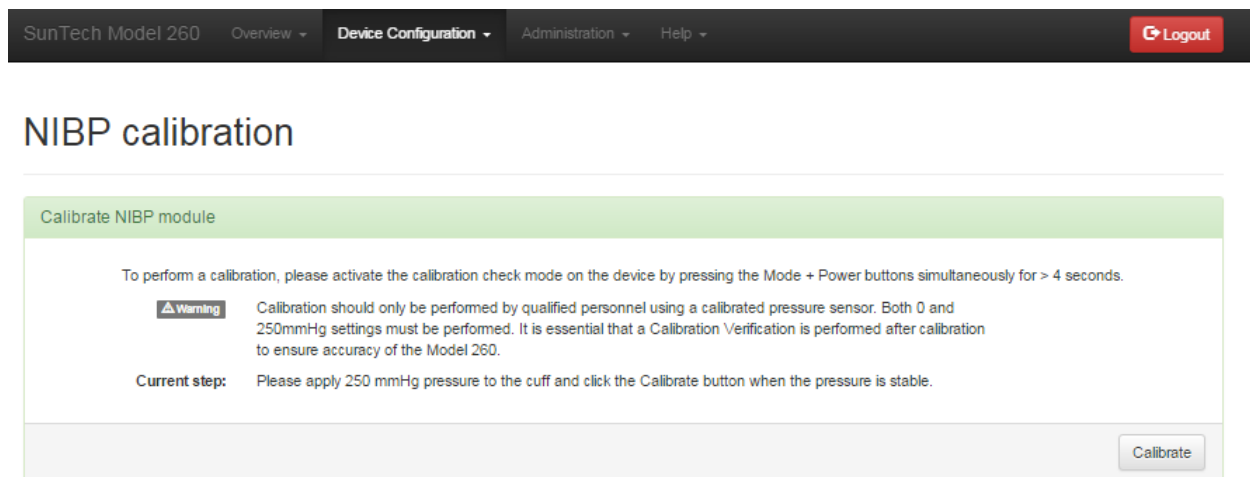 SunTech Model 260 Overview Device Configuration Administration Help Logout
NIBP calibration
Calibrate NIBP module
To perform a calibration, please activate the calibration check mode on the device by pressing the Mode + Power buttons simultaneously for > 4 seconds.
Warning Calibration should only be performed by qualified personnel using a calibrated pressure sensor. Both 0 and
250mmHg settings must be performed. It is essential that a Calibration Verification is performed after calibration
to ensure accuracy of the Model 260.
Current step: Please apply 250 mmHg pressure to the cuff and click the Calibrate button when the pressure is stable.
Calibrate